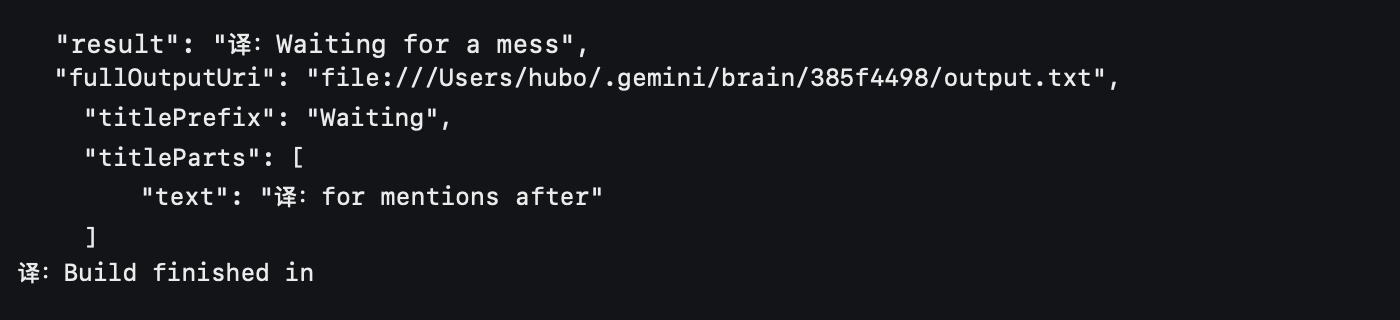 "result": "译: Waiting for a mess",
"fullOutputUri": "file:///Users/hubo/.gemini/brain/385f4498/output.txt",
"titlePrefix": "Waiting",
"titleParts": [
"text": "译: for mentions after"
]
译: Build finished in